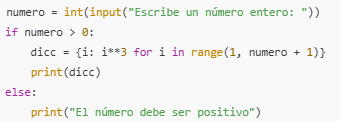 numero = int(input("Escribe un número entero: "))
if numero > 0:
    dicc = {i: i**3 for i in range(1, numero + 1)}
    print(dicc)
else:
    print("El número debe ser positivo")